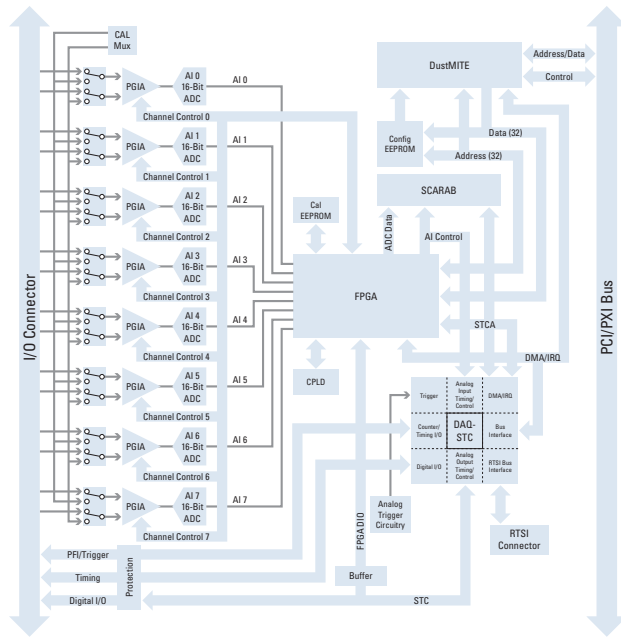 CAL
Mux
PGIA
AI 0
16-Bit
ADC
AI 0
Channel Control 0
PGIA
AI 1
16-Bit
ADC
AI 1
Channel Control 1
PGIA
AI 2
16-Bit
ADC
AI 2
Channel Control 2
PGIA
AI 3
16-Bit
ADC
AI 3
Channel Control 3
PGIA
AI 4
16-Bit
ADC
AI 4
Channel Control 4
PGIA
AI 5
16-Bit
ADC
AI 5
Channel Control 5
PGIA
AI 6
16-Bit
ADC
AI 6
Channel Control 6
PGIA
AI 7
16-Bit
ADC
AI 7
Channel Control 7
I/O Connector
PFI/Trigger
Timing
Digital I/O
Protection
DustMITE
Address/Data
Control
Config
EEPROM
Data (32)
Address (32)
SCARAB
Cal
EEPROM
ADC Data
AI Control
FPGA
STCA
DMA/IRQ
CPLD
Trigger
Analog
Input
Timing/
Control
DMA/IRQ
Counter/
Timing I/O
DAQ-
STC
Bus
Interface
Digital I/O
Analog
Output
Timing/
Control
RTSI Bus
Interface
Analog
Trigger
Circuitry
RTSI
Connector
FPGA DIO
Buffer
STC
PCI/PXI Bus